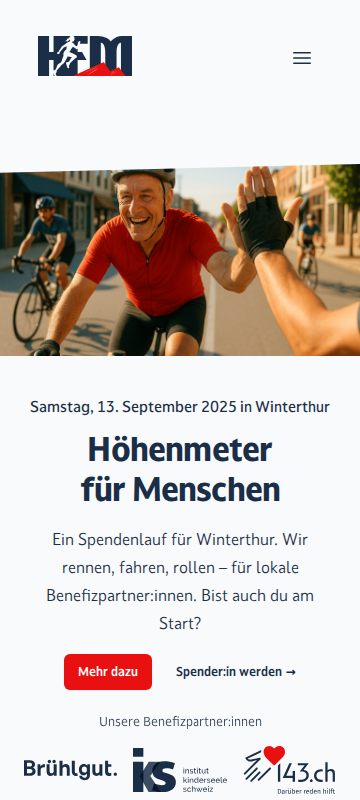 HFM
Samstag, 13. September 2025 in Winterthur
Höhenmeter
für Menschen
Ein Spendenlauf für Winterthur. Wir
rennen, fahren, rollen – für lokale
Benefizpartner:innen. Bist auch du am
Start?
Mehr dazu
Spender:in werden →
Unsere Benefizpartner:innen
Brühlgut.
iks institut
kinderseele
schweiz
143.ch
Darüber reden hilft